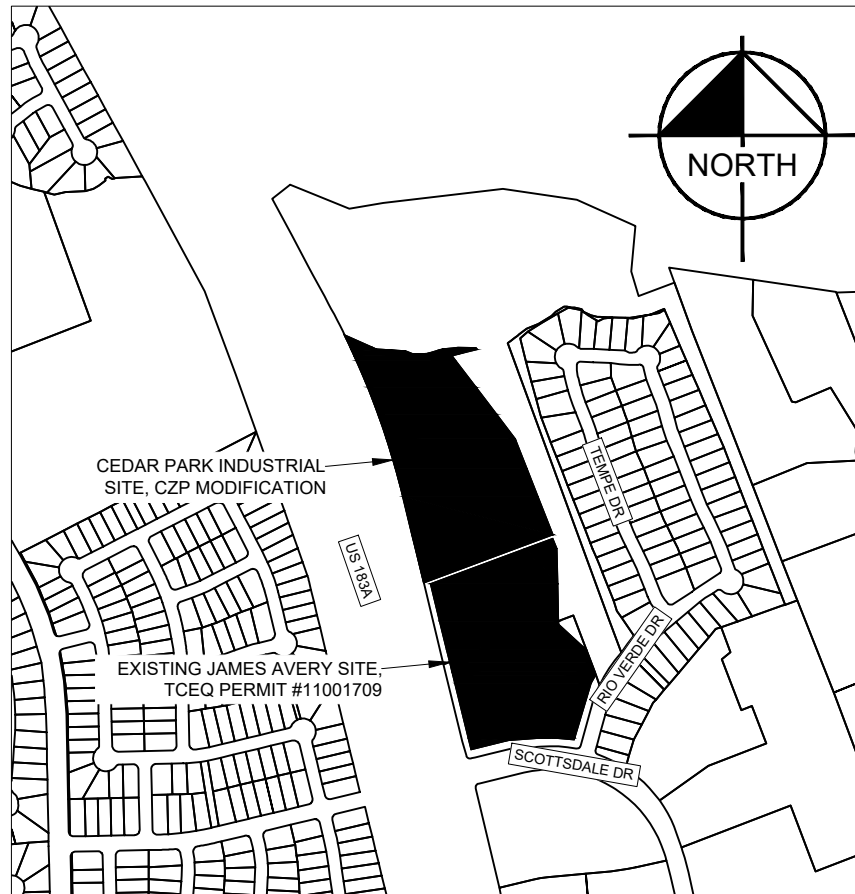 NORTH
CEDAR PARK INDUSTRIAL
SITE, CZP MODIFICATION
TEMPE DR
US 183A
EXISTING JAMES AVERY SITE,
TCEQ PERMIT #11001709
RIO VERDE DR
SCOTTSDALE DR